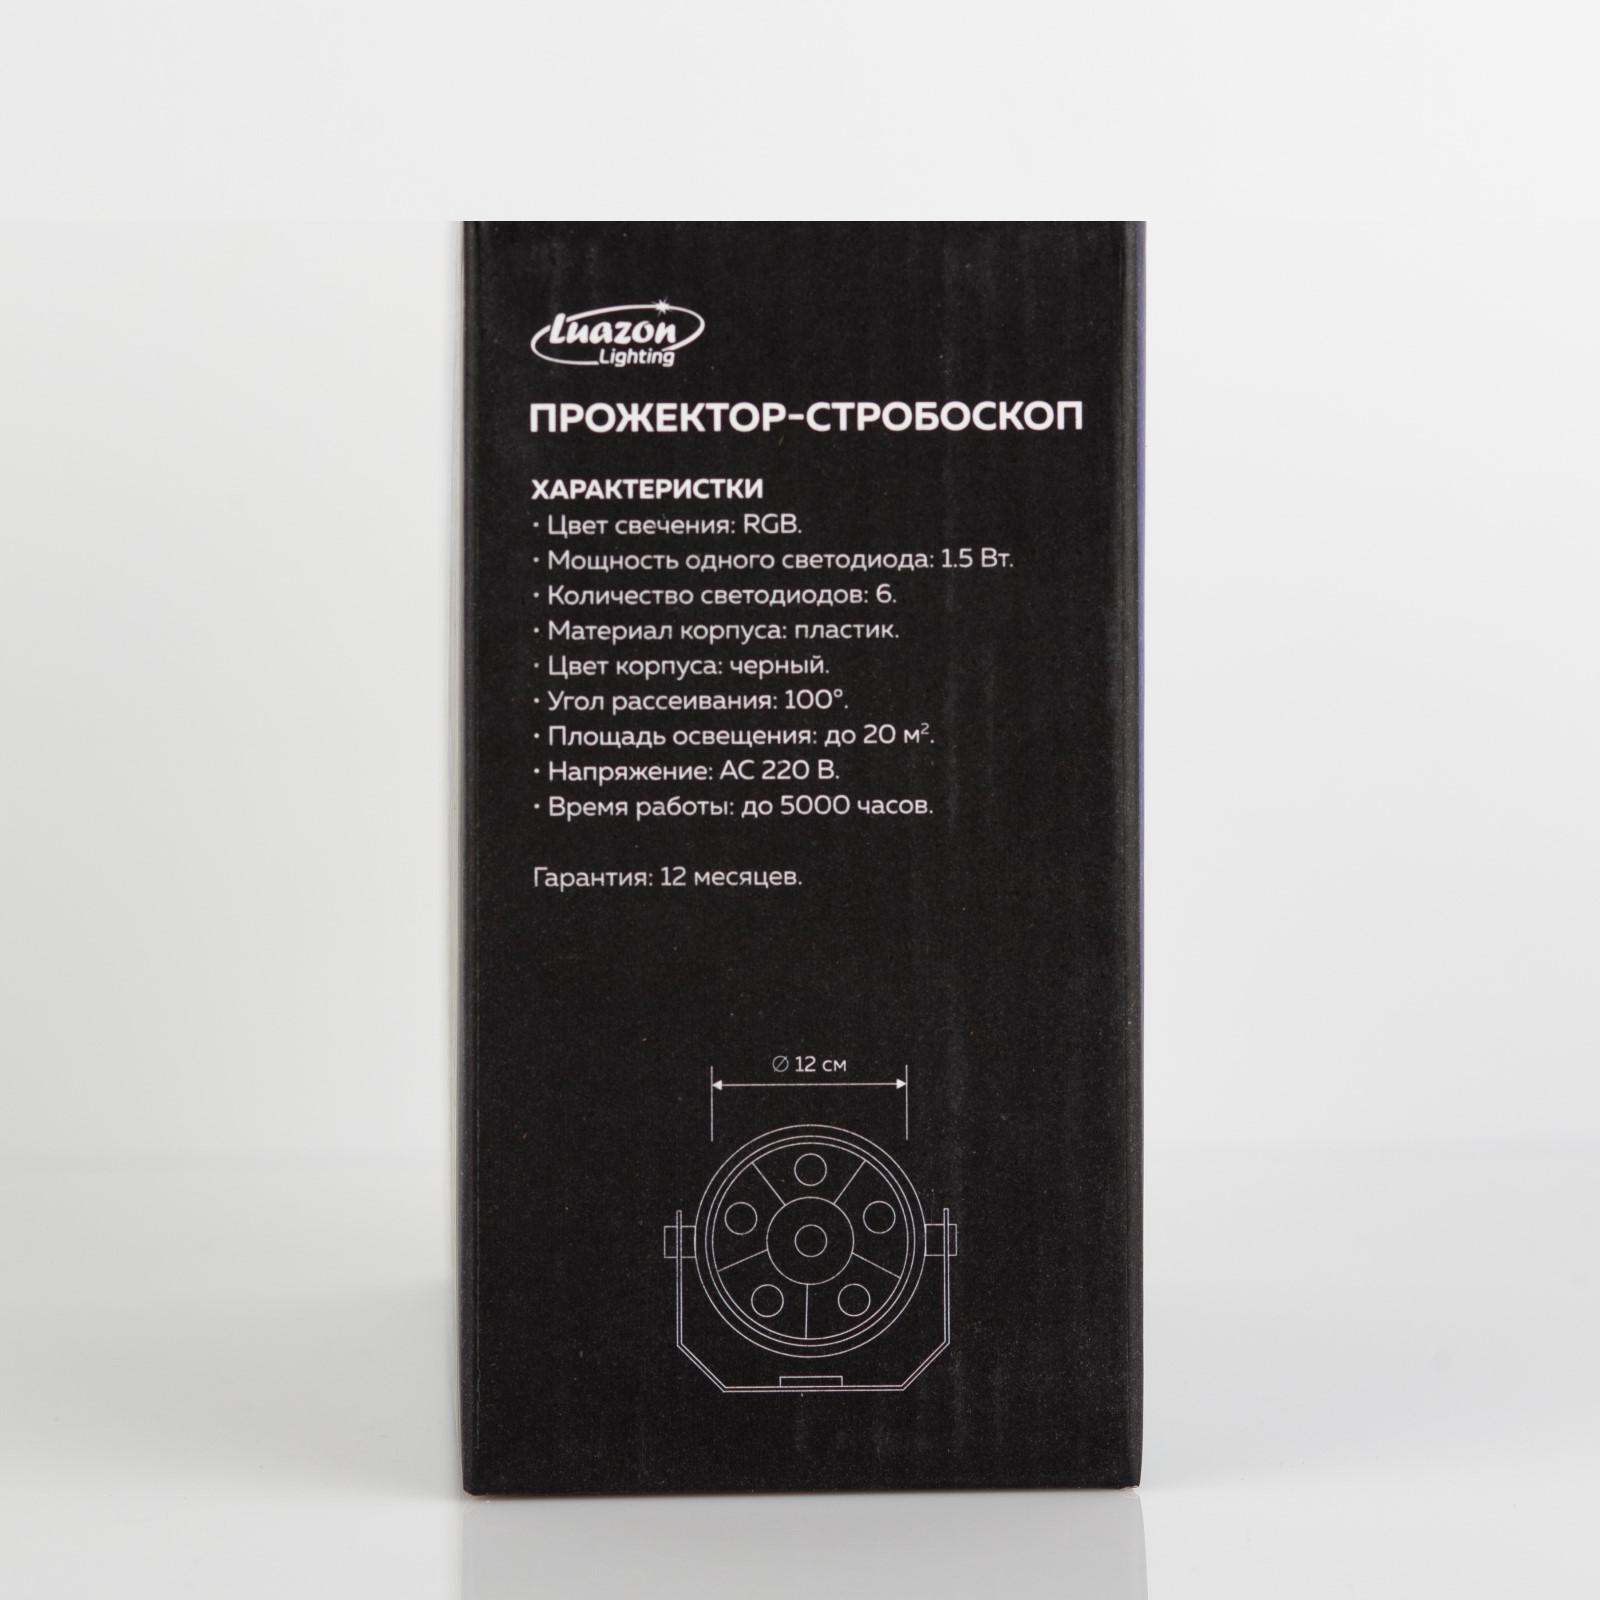 Luazon
Lighting
ПРОЖЕКТОР-СТРОБОСКОП
ХАРАКТЕРИСТКИ
· Цвет свечения: RGB.
· Мощность одного светодиода: 1.5 Вт.
· Количество светодиодов: 6.
· Материал корпуса: пластик.
· Цвет корпуса: черный.
· Угол рассеивания: 100°.
· Площадь освещения: до 20 м².
· Напряжение: АС 220 В.
· Время работы: до 5000 часов.
Гарантия: 12 месяцев.
∅ 12 см